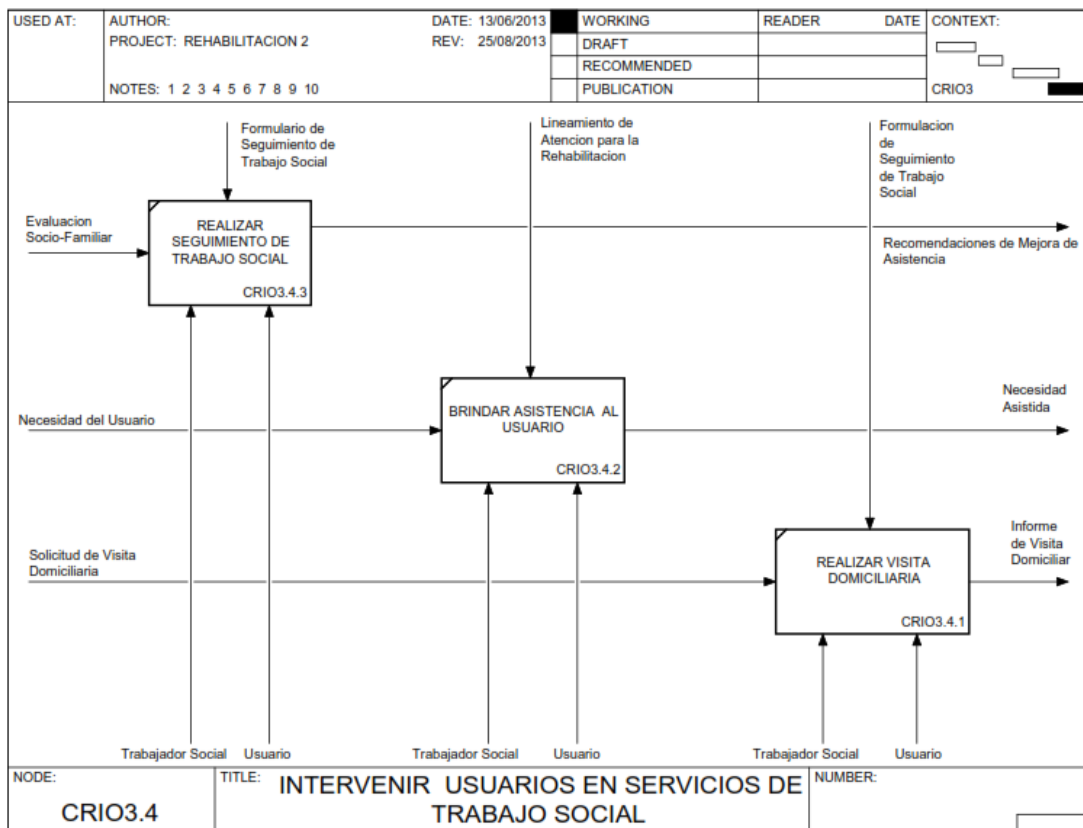 USED AT:
AUTHOR:
DATE: 13/06/2013
WORKING
READER
DATE
CONTEXT:
PROJECT: REHABILITACION 2
REV: 25/08/2013
DRAFT
RECOMMENDED
NOTES: 1 2 3 4 5 6 7 8 9 10
PUBLICATION
CRIO3
Formulario de
Seguimiento de
Trabajo Social
Lineamiento de
Atencion para la
Rehabilitacion
Formulacion
de
Seguimiento
de Trabajo
Social
Evaluacion
Socio-Familiar
REALIZAR
SEGUIMIENTO DE
TRABAJO SOCIAL
CRIO3.4.3
Recomendaciones de Mejora de
Asistencia
Necesidad del Usuario
BRINDAR ASISTENCIA AL
USUARIO
CRIO3.4.2
Necesidad
Asistida
Solicitud de Visita
Domiciliaria
REALIZAR VISITA
DOMICILIARIA
CRIO3.4.1
Informe
de Visita
Domiciliar
Trabajador Social
Usuario
Trabajador Social
Usuario
Trabajador Social
Usuario
NODE:
CRIO3.4
TITLE:
INTERVENIR USUARIOS EN SERVICIOS DE
TRABAJO SOCIAL
NUMBER: